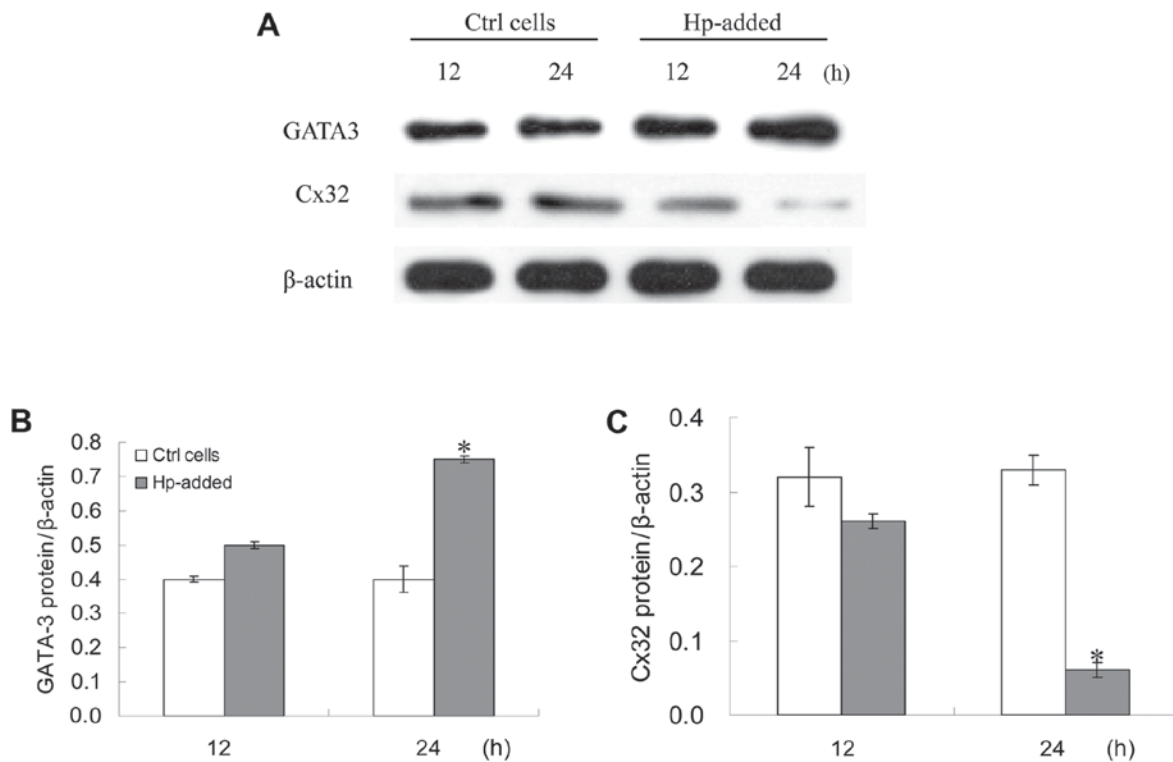 A
Ctrl cells Hp-added
12 24 12 24 (h)
GATA3
Cx32
β-actin
B
GATA-3 protein/β-actin
0.8
0.7
0.6
0.5
0.4
0.3
0.2
0.1
0.0
Ctrl cells
Hp-added
*
12 24 (h)
C
Cx32 protein/β-actin
0.4
0.3
0.2
0.1
0.0
*
12 24 (h)